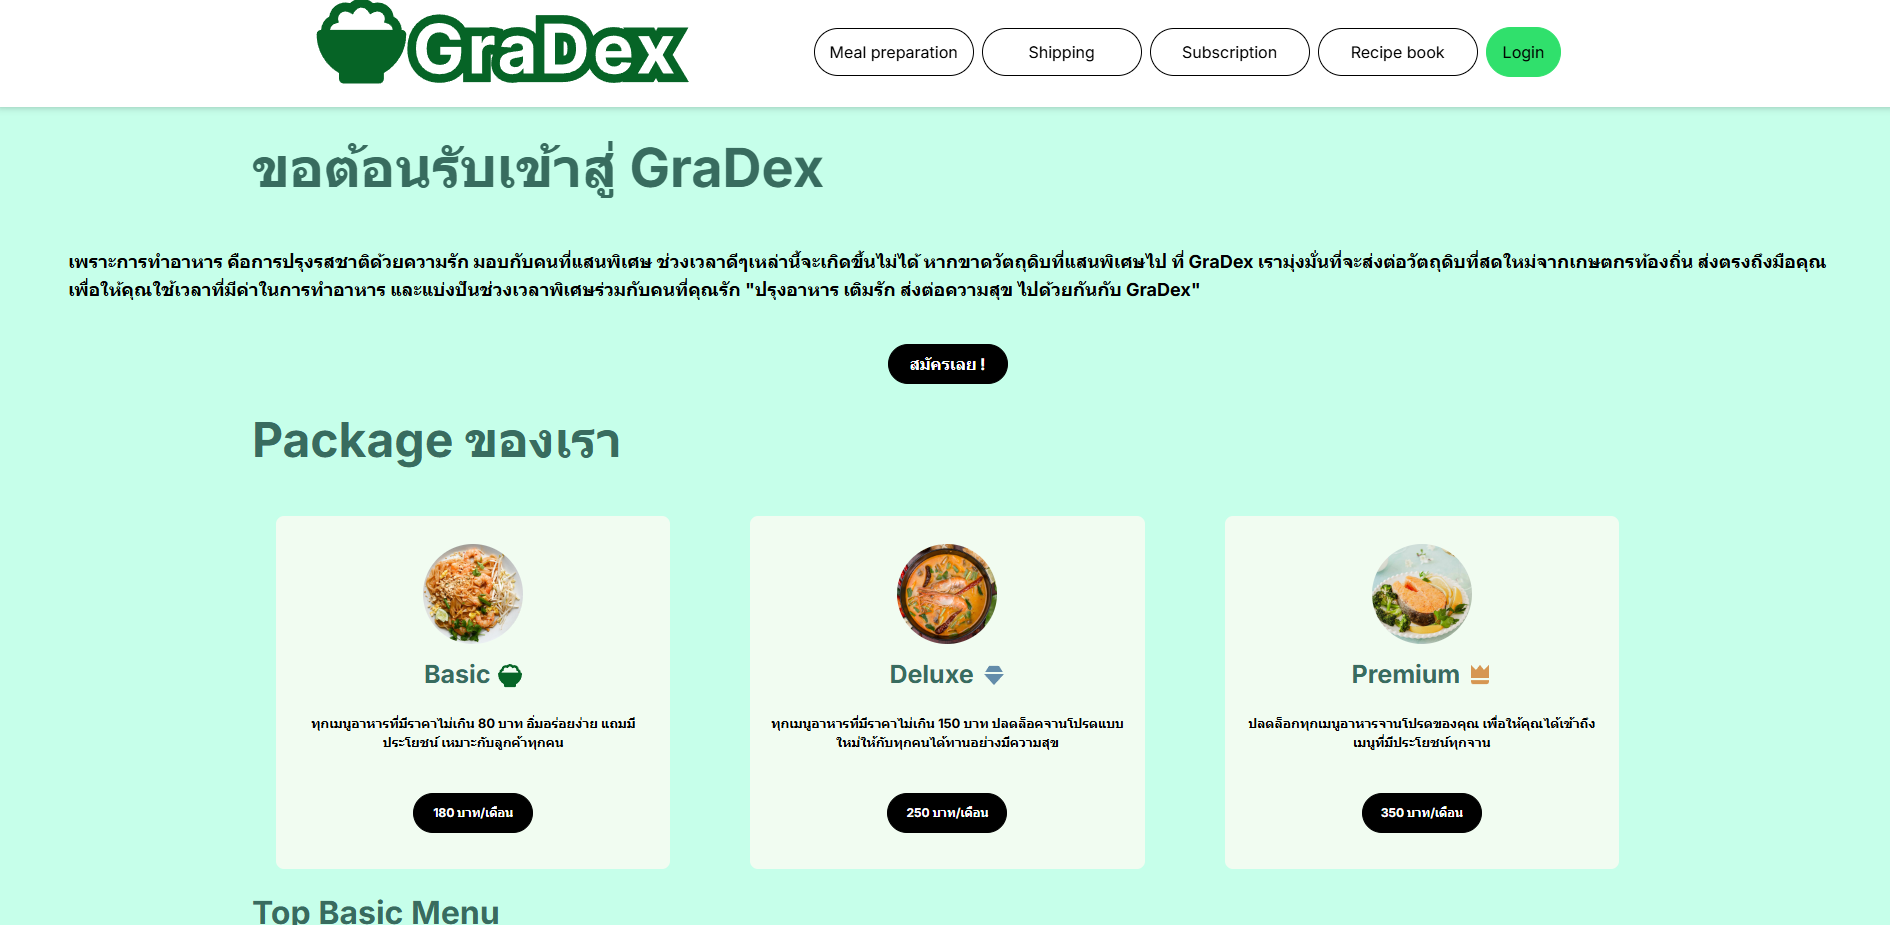 GraDex
Meal preparation
Shipping
Subscription
Recipe book
Login
ขอต้อนรับเข้าสู่ GraDex
เพราะการทำอาหาร คือการปรุงรสชาติด้วยความรัก มอบกับคนที่แสนพิเศษ ช่วงเวลาดีๆเหล่านี้จะเกิดขึ้นไม่ได้ หากขาดวัตถุดิบที่แสนพิเศษไป ที่ GraDex เรามุ่งมั่นที่จะส่งต่อวัตถุดิบที่สดใหม่จากเกษตกรท้องถิ่น ส่งตรงถึงมือคุณ
เพื่อให้คุณใช้เวลาที่มีค่าในการทำอาหาร และแบ่งปันช่วงเวลาพิเศษร่วมกับคนที่คุณรัก "ปรุงอาหาร เติมรัก ส่งต่อความสุข ไปด้วยกันกับ GraDex"
สมัครเลย !
Package ของเรา
Basic
ทุกเมนูอาหารที่มีราคาไม่เกิน 80 บาท อิ่มอร่อยง่าย แถมมี
ประโยชน์ เหมาะกับลูกค้าทุกคน
180 บาท/เดือน
Deluxe
ทุกเมนูอาหารที่มีราคาไม่เกิน 150 บาท ปลดล็อคจานโปรดแบบ
ใหม่ให้กับทุกคนได้ทานอย่างมีความสุข
250 บาท/เดือน
Premium
ปลดล็อกทุกเมนูอาหารจานโปรดของคุณ เพื่อให้คุณได้เข้าถึง
เมนูที่มีประโยชน์ทุกจาน
350 บาท/เดือน
Top Basic Menu